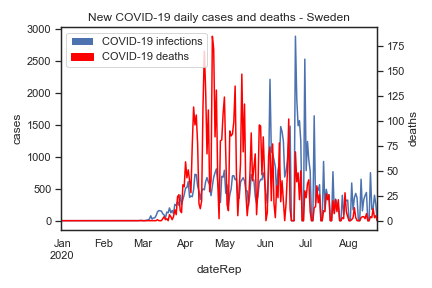 New COVID-19 daily cases and deaths - Sweden
COVID-19 infections
COVID-19 deaths
3000
2500
2000
1500
1000
500
0
cases
175
150
125
100
75
50
25
0
deaths
Jan Feb Mar Apr May Jun Jul Aug
2020
dateRep